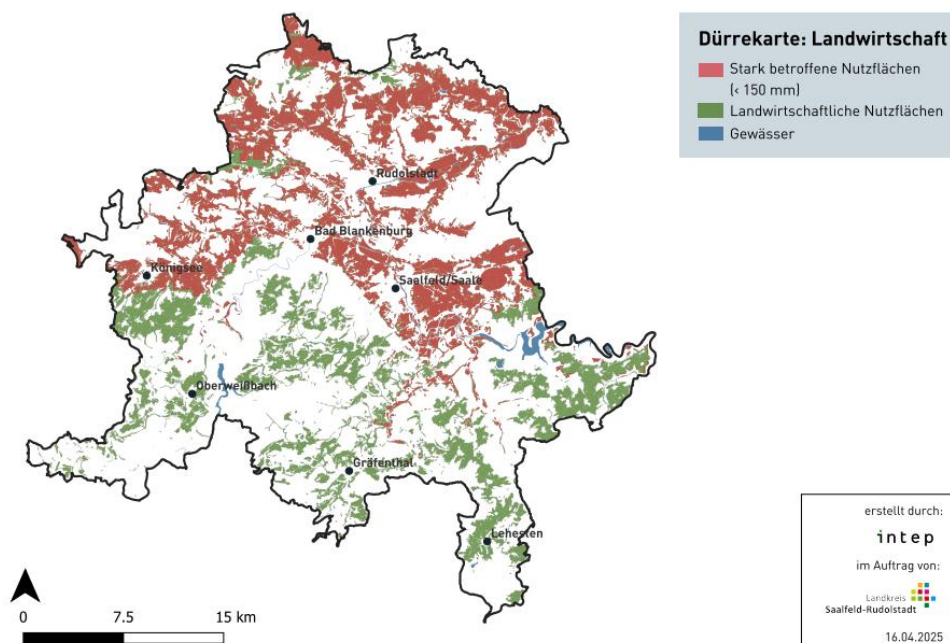 Dürrekarte: Landwirtschaft
Stark betroffene Nutzflächen
(< 150 mm)
Landwirtschaftliche Nutzflächen
Gewässer
Rudolstadt
Bad Blankenburg
Königsee
Saalfeld/Saale
Oberweißbach
Gräfenthal
Lehesten
0 7.5 15 km
erstellt durch:
intep
im Auftrag von:
Landkreis
Saalfeld-Rudolstadt
16.04.2025